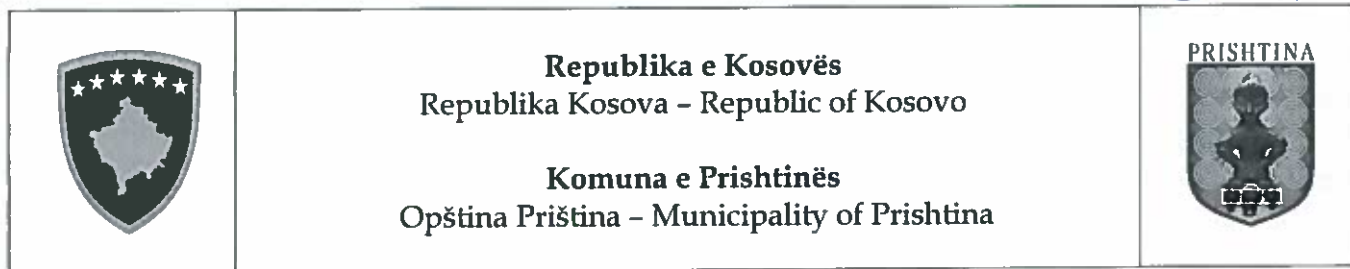 Republika e Kosovës
Republika Kosova – Republic of Kosovo
Komuna e Prishtinës
Opština Priština – Municipality of Prishtina
PRISHTINA